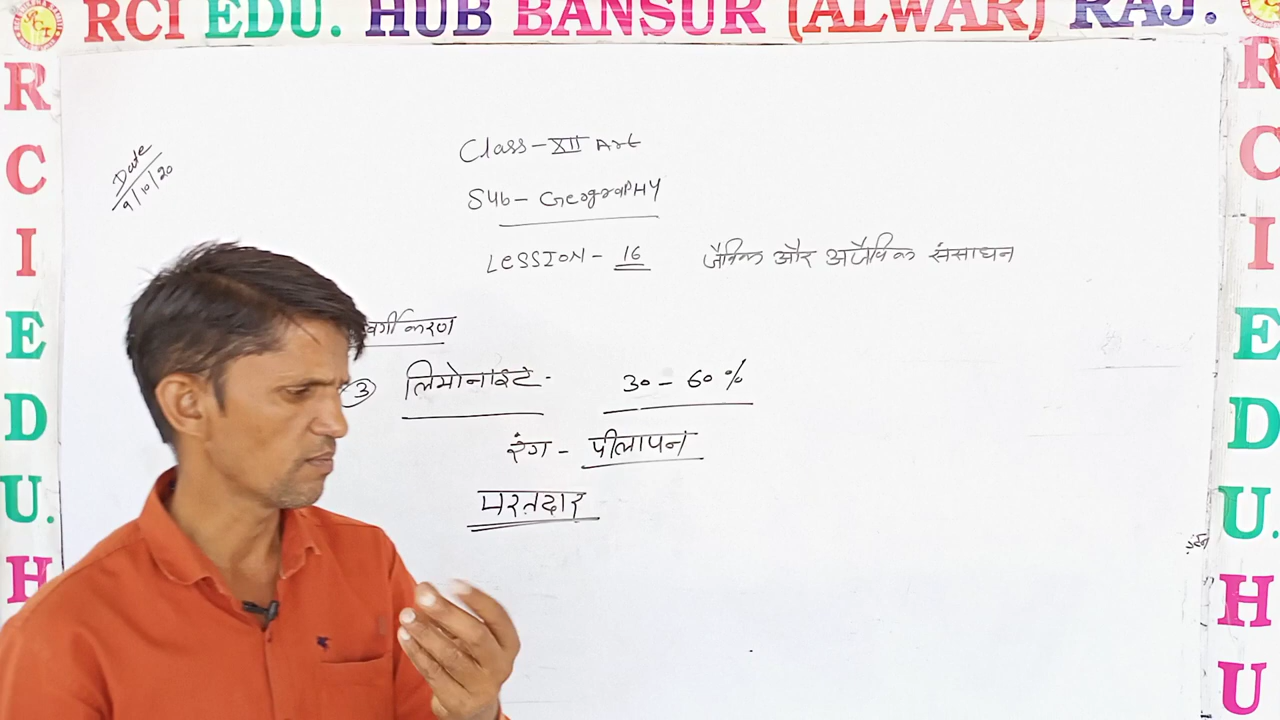 RCI EDU. HUB BANSUR (ALWAR) RAJ.
R
C
I
E
D
U.
H
Date
9/10/20
Class - XII Art
Sub - GeograPHY
LESSION - 16 जैविक और अजैविक संसाधन
वर्गीकरण
③ लिमोनाइट - 30 - 60 %
रंग - पीलापन
परतदार
R
C
I
E
D
U.
H
U